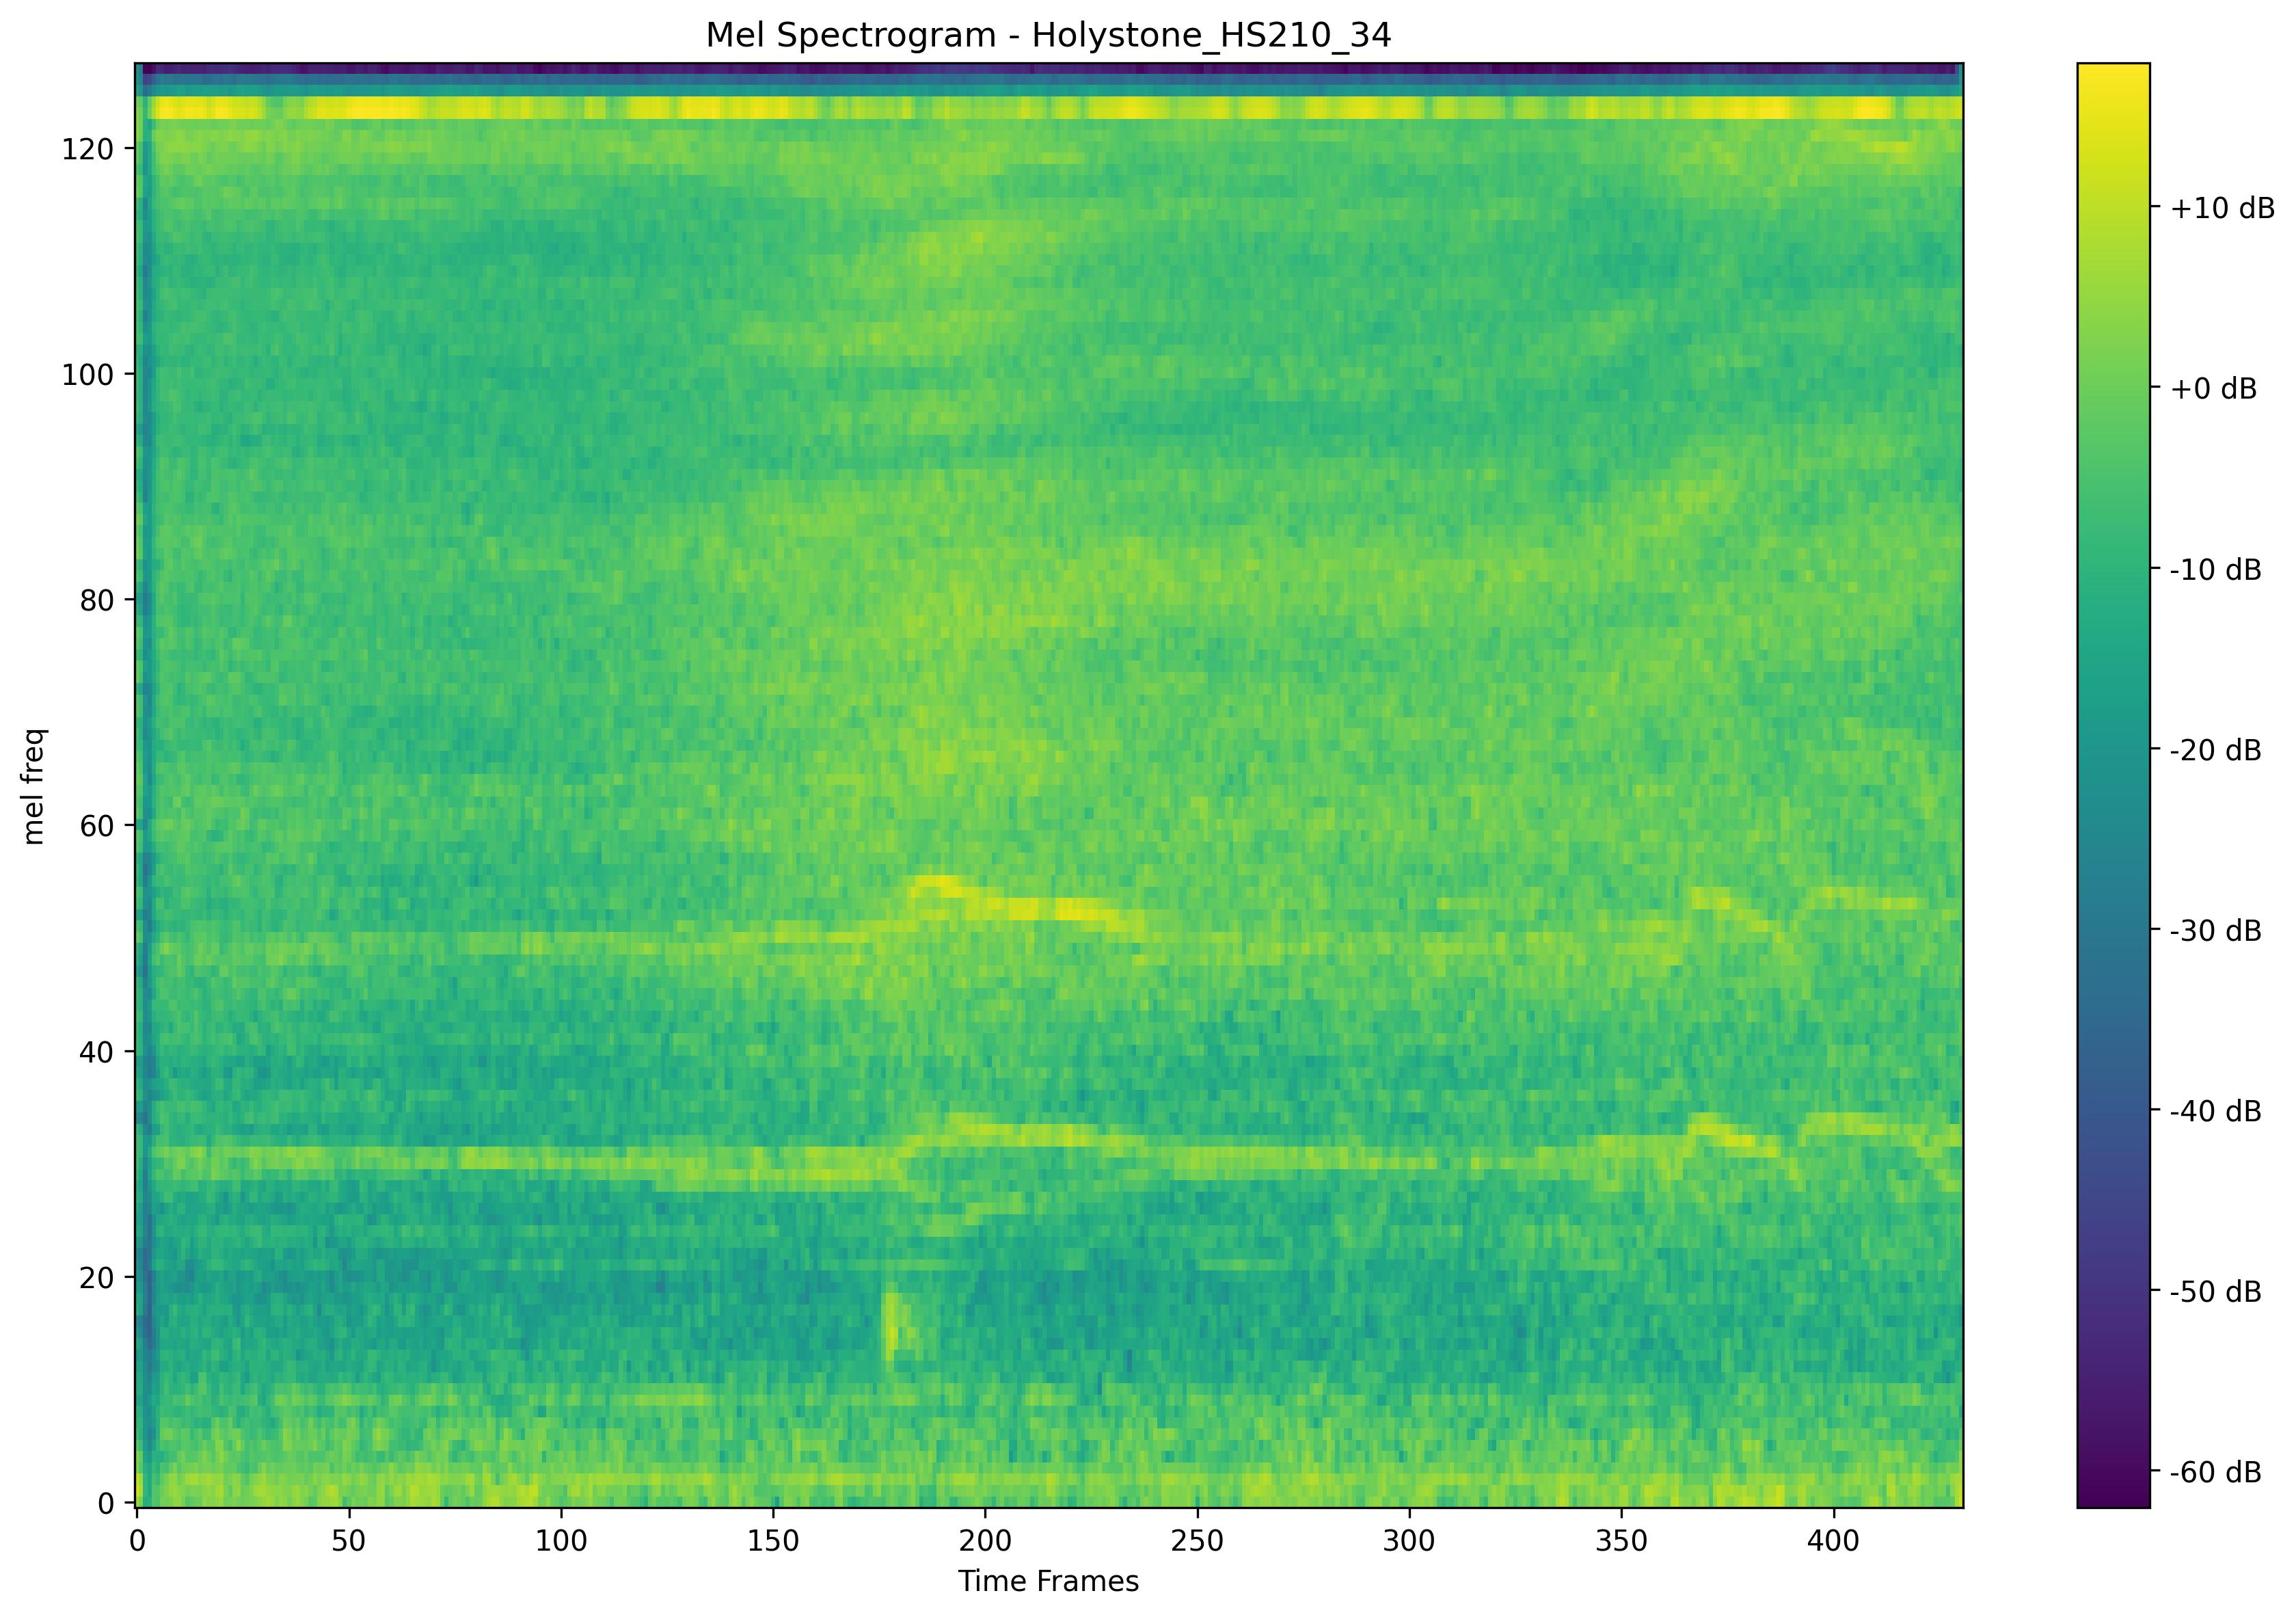 Mel Spectrogram - Holystone_HS210_34
mel freq
120
100
80
60
40
20
0
0 50 100 150 200 250 300 350 400
Time Frames
+10 dB
+0 dB
-10 dB
-20 dB
-30 dB
-40 dB
-50 dB
-60 dB